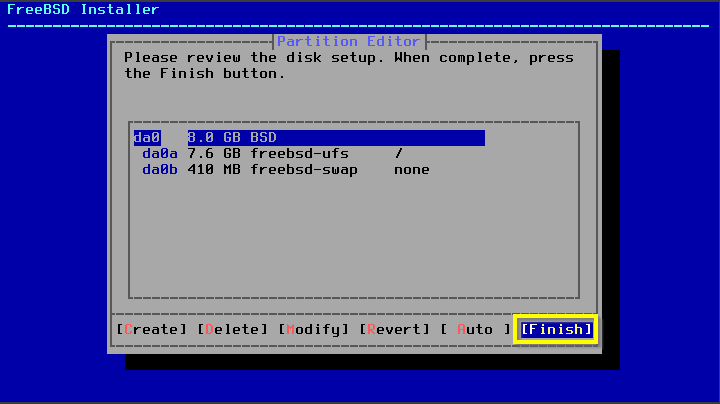 FreeBSD Installer
Partition Editor
Please review the disk setup. When complete, press
the Finish button.
da0 8.0 GB BSD
da0a 7.6 GB freebsd-ufs /
da0b 410 MB freebsd-swap none
[Create] [Delete] [Modify] [Revert] [ Auto ] [Finish]